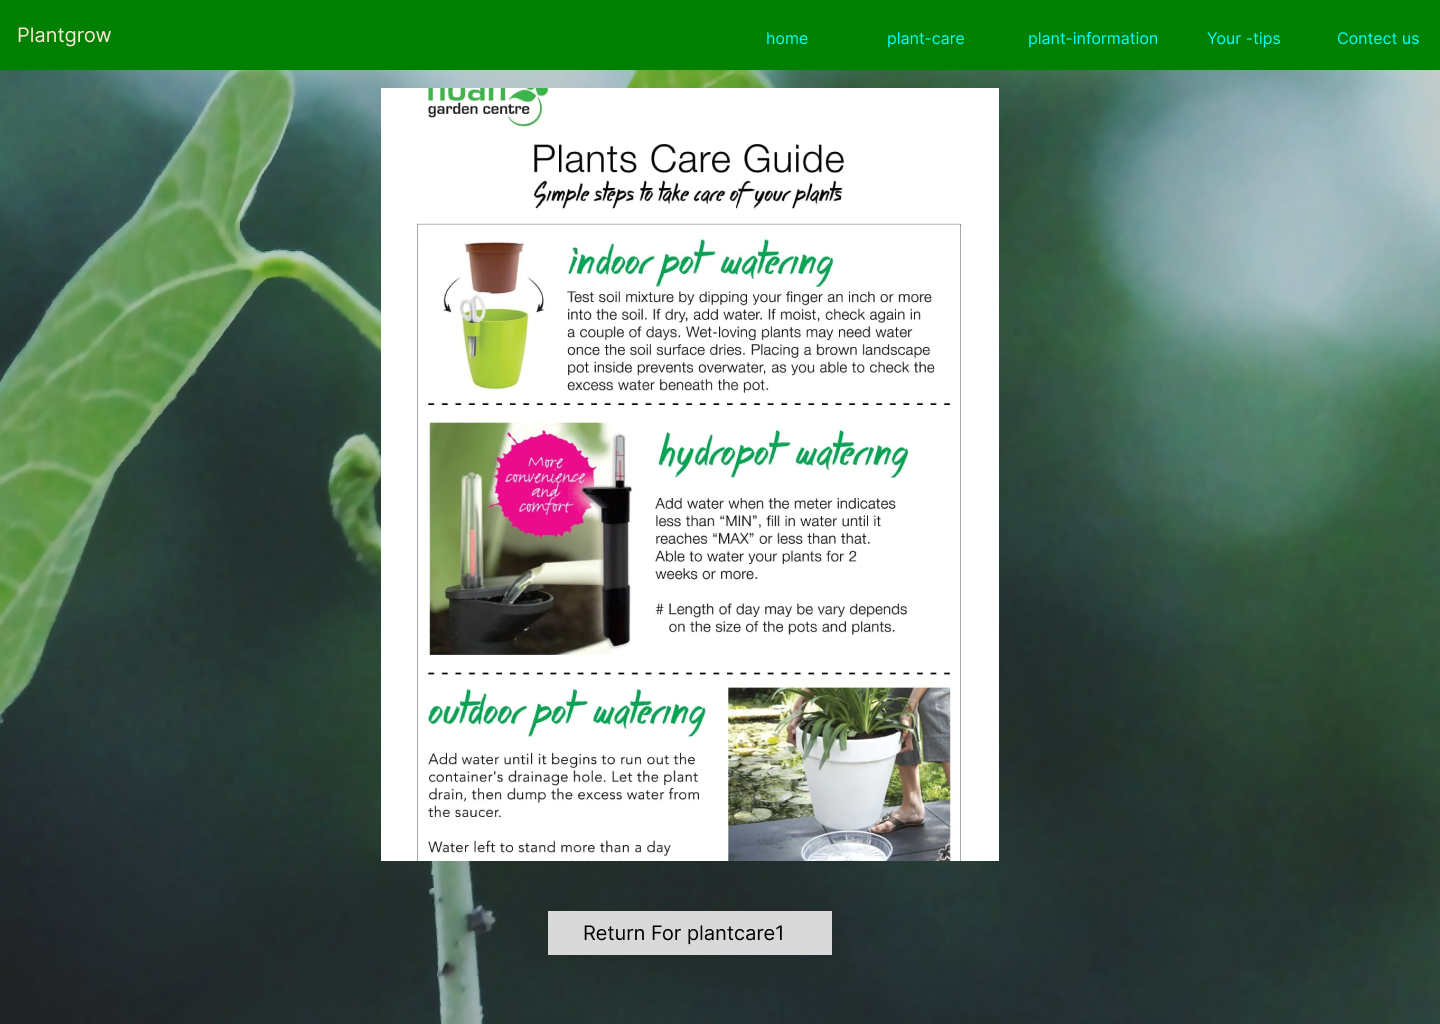 Plantgrow
home
plant-care
plant-information
Your -tips
Contect us
garden centre
Plants Care Guide
Simple steps to take care of your plants
indoor pot watering
Test soil mixture by dipping your finger an inch or more
into the soil. If dry, add water. If moist, check again in
a couple of days. Wet-loving plants may need water
once the soil surface dries. Placing a brown landscape
pot inside prevents overwater, as you able to check the
excess water beneath the pot.
More
convenience
and
comfort
hydropot watering
Add water when the meter indicates
less than “MIN”, fill in water until it
reaches “MAX” or less than that.
Able to water your plants for 2
weeks or more.
# Length of day may be vary depends
on the size of the pots and plants.
outdoor pot watering
Add water until it begins to run out the
container's drainage hole. Let the plant
drain, then dump the excess water from
the saucer.
Water left to stand more than a day
Return For plantcare1